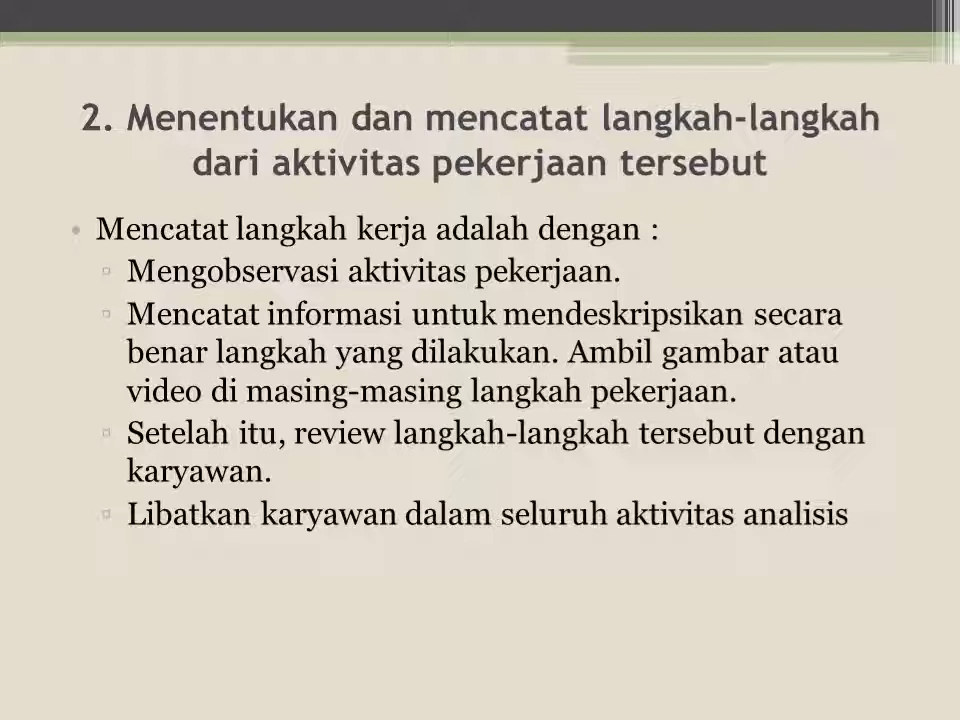 2. Menentukan dan mencatat langkah-langkah
dari aktivitas pekerjaan tersebut
• Mencatat langkah kerja adalah dengan :
▫ Mengobservasi aktivitas pekerjaan.
▫ Mencatat informasi untuk mendeskripsikan secara
benar langkah yang dilakukan. Ambil gambar atau
video di masing-masing langkah pekerjaan.
▫ Setelah itu, review langkah-langkah tersebut dengan
karyawan.
▫ Libatkan karyawan dalam seluruh aktivitas analisis